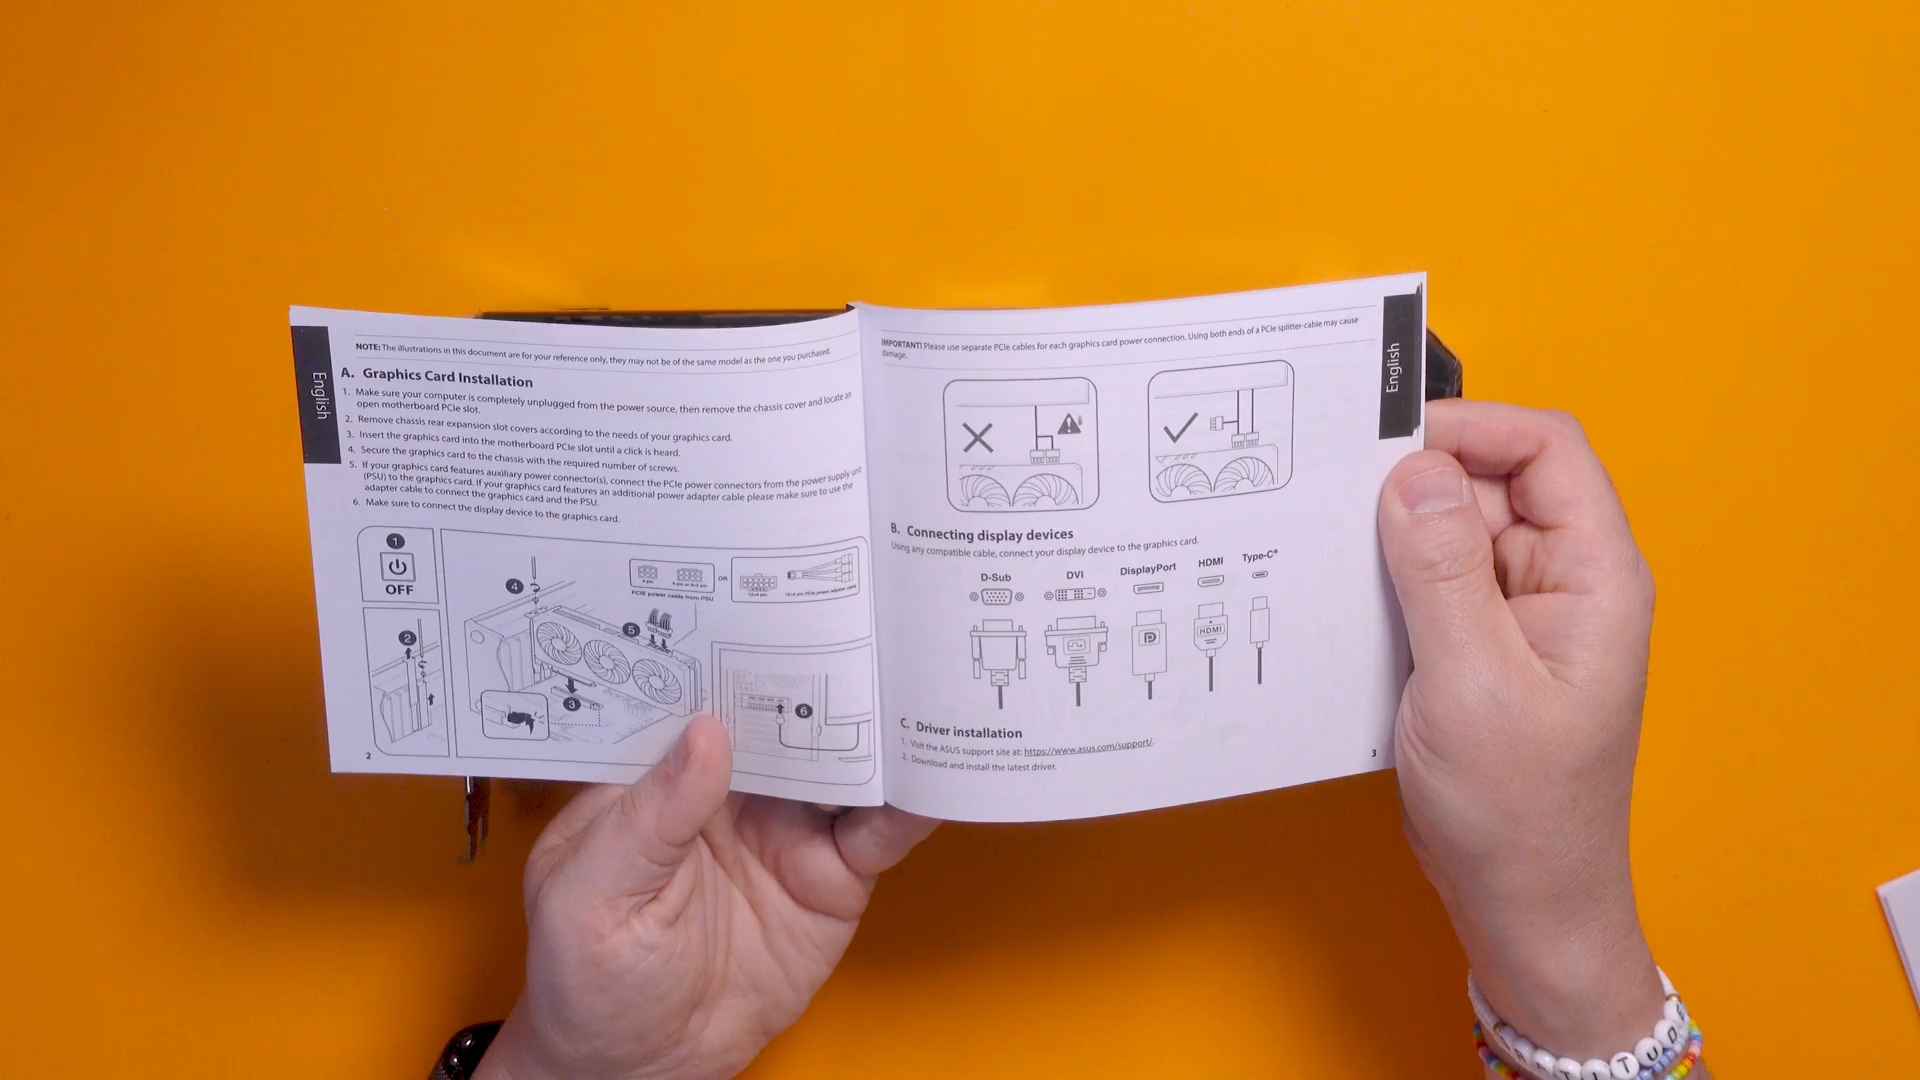 English
NOTE: The illustrations in this document are for your reference only, they may not be of the same model as the one you purchased.
A. Graphics Card Installation
1. Make sure your computer is completely unplugged from the power source, then remove the chassis cover and locate an
open motherboard PCIe slot.
2. Remove chassis rear expansion slot covers according to the needs of your graphics card.
3. Insert the graphics card into the motherboard PCIe slot until a click is heard.
4. Secure the graphics card to the chassis with the required number of screws.
5. If your graphics card features auxiliary power connector(s), connect the PCIe power connectors from the power supply unit
(PSU) to the graphics card. If your graphics card features an additional power adapter cable please make sure to use the
adapter cable to connect the graphics card and the PSU.
6. Make sure to connect the display device to the graphics card.
1
OFF
2
4
5
3
6
PCIE power cable from PSU
OR
2
English
IMPORTANT! Please use separate PCIe cables for each graphics card power connection. Using both ends of a PCIe splitter-cable may cause
damage.
B. Connecting display devices
Using any compatible cable, connect your display device to the graphics card.
D-Sub
DVI
DisplayPort
HDMI
Type-C®
HDMI
C. Driver installation
1. Visit the ASUS support site at: https://www.asus.com/support/.
2. Download and install the latest driver.
3